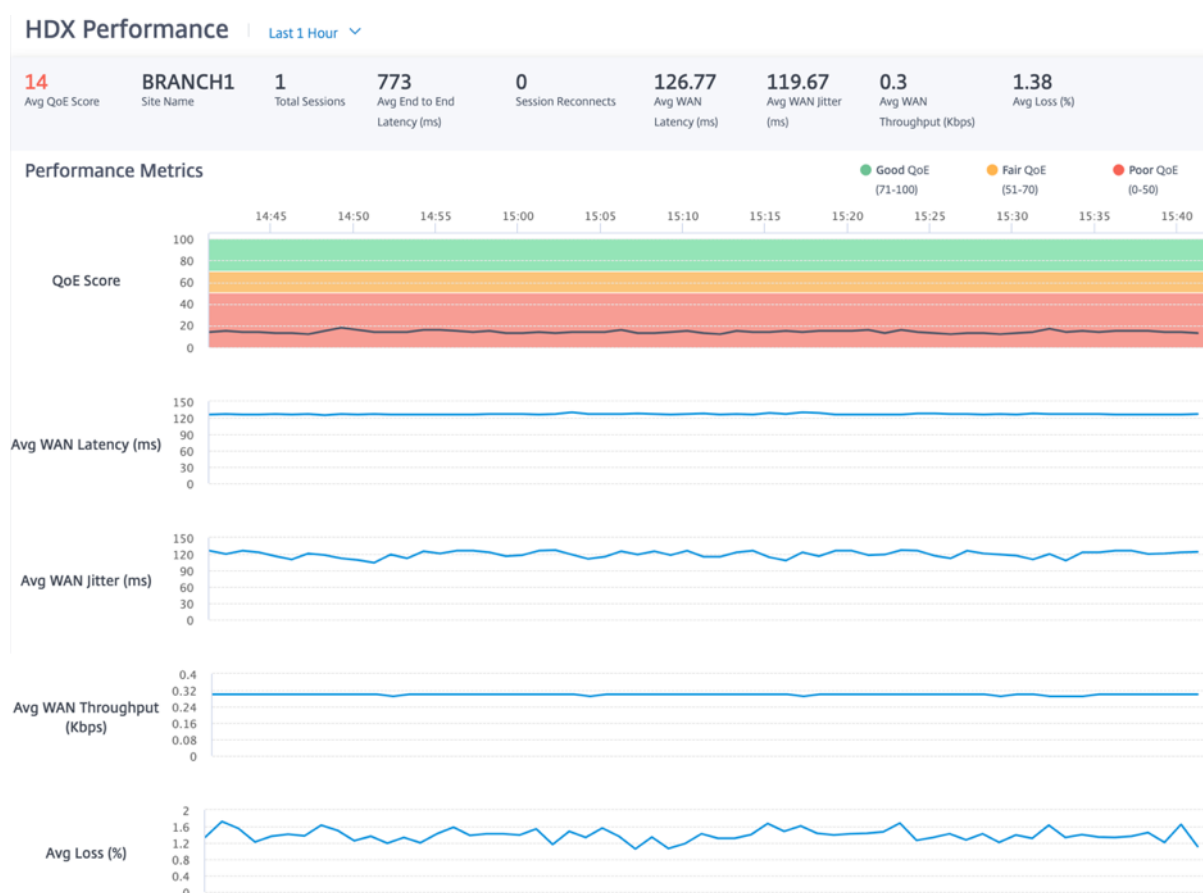 HDX Performance
Last 1 Hour
14
Avg QoE Score
BRANCH1
Site Name
1
Total Sessions
773
Avg End to End
Latency (ms)
0
Session Reconnects
126.77
Avg WAN
Latency (ms)
119.67
Avg WAN Jitter
(ms)
0.3
Avg WAN
Throughput (Kbps)
1.38
Avg Loss (%)
Performance Metrics
Good QoE
(71-100)
Fair QoE
(51-70)
Poor QoE
(0-50)
14:45 14:50 14:55 15:00 15:05 15:10 15:15 15:20 15:25 15:30 15:35 15:40
QoE Score
100
80
60
40
20
0
Avg WAN Latency (ms)
150
120
90
60
30
0
Avg WAN Jitter (ms)
150
120
90
60
30
0
Avg WAN Throughput
(Kbps)
0.4
0.32
0.24
0.16
0.08
0
Avg Loss (%)
2
1.6
1.2
0.8
0.4
0